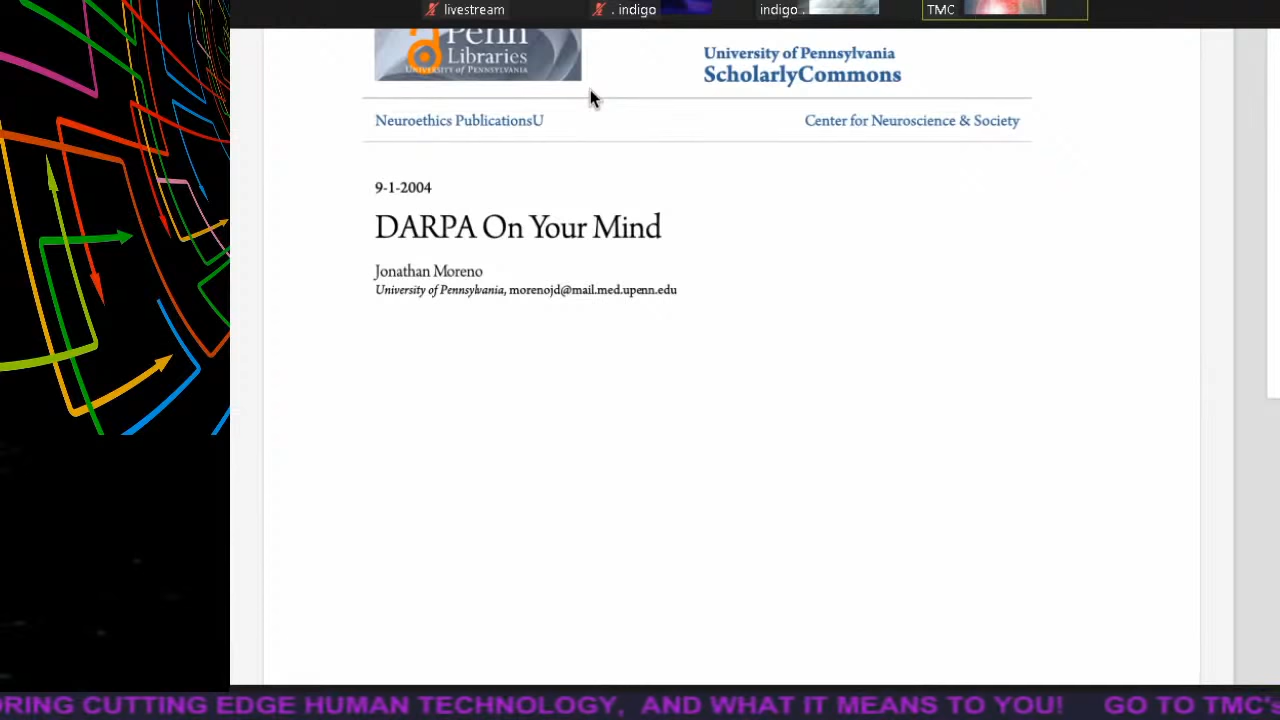 livestream
. indigo
indigo .
TMC
Penn
Libraries
UNIVERSITY of PENNSYLVANIA
University of Pennsylvania
ScholarlyCommons
Neuroethics PublicationsU
Center for Neuroscience & Society
9-1-2004
DARPA On Your Mind
Jonathan Moreno
University of Pennsylvania, morenojd@mail.med.upenn.edu
ORING CUTTING EDGE HUMAN TECHNOLOGY, AND WHAT IT MEANS TO YOU! GO TO TMC's